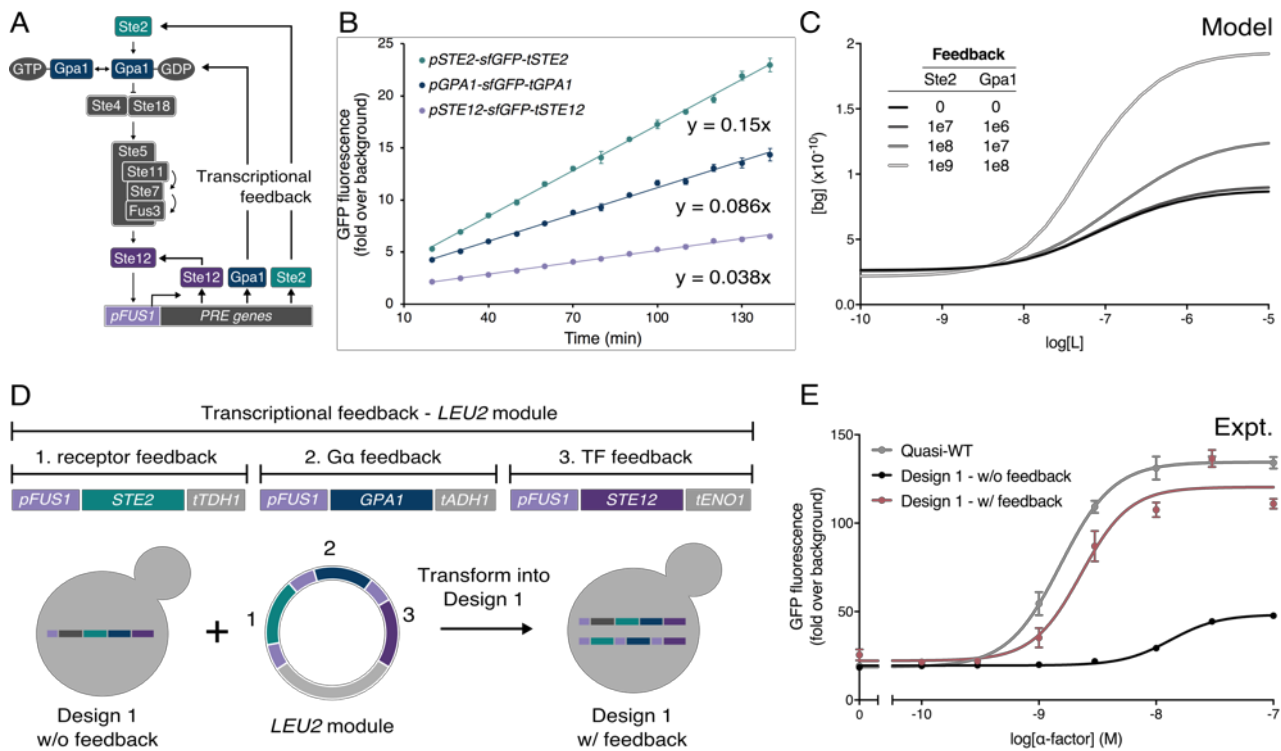 A
Ste2
GTP
Gpa1
Gpa1
GDP
Ste4
Ste18
Ste5
Ste11
Ste7
Fus3
Transcriptional
feedback
Ste12
Ste12
Gpa1
Ste2
pFUS1
PRE genes
B
GFP fluorescence
(fold over background)
25
20
15
10
5
0
pSTE2-sfGFP-tSTE2
pGPA1-sfGFP-tGPA1
pSTE12-sfGFP-tSTE12
y = 0.15x
y = 0.086x
y = 0.038x
10 40 70 100 130
Time (min)
C
Model
[bg] (x10-10)
2
1.5
1
5
0.0
Feedback
Ste2 Gpa1
0 0
1e7 1e6
1e8 1e7
1e9 1e8
-10 -9 -8 -7 -6 -5
log[L]
D
Transcriptional feedback - LEU2 module
1. receptor feedback
2. Gα feedback
3. TF feedback
pFUS1 STE2 tTDH1
pFUS1 GPA1 tADH1
pFUS1 STE12 tENO1
Design 1
w/o feedback
+
1
2
3
LEU2 module
Transform into
Design 1
Design 1
w/ feedback
E
Expt.
GFP fluorescence
(fold over background)
150
100
50
0
Quasi-WT
Design 1 - w/o feedback
Design 1 - w/ feedback
0 -10 -9 -8 -7
log[α-factor] (M)